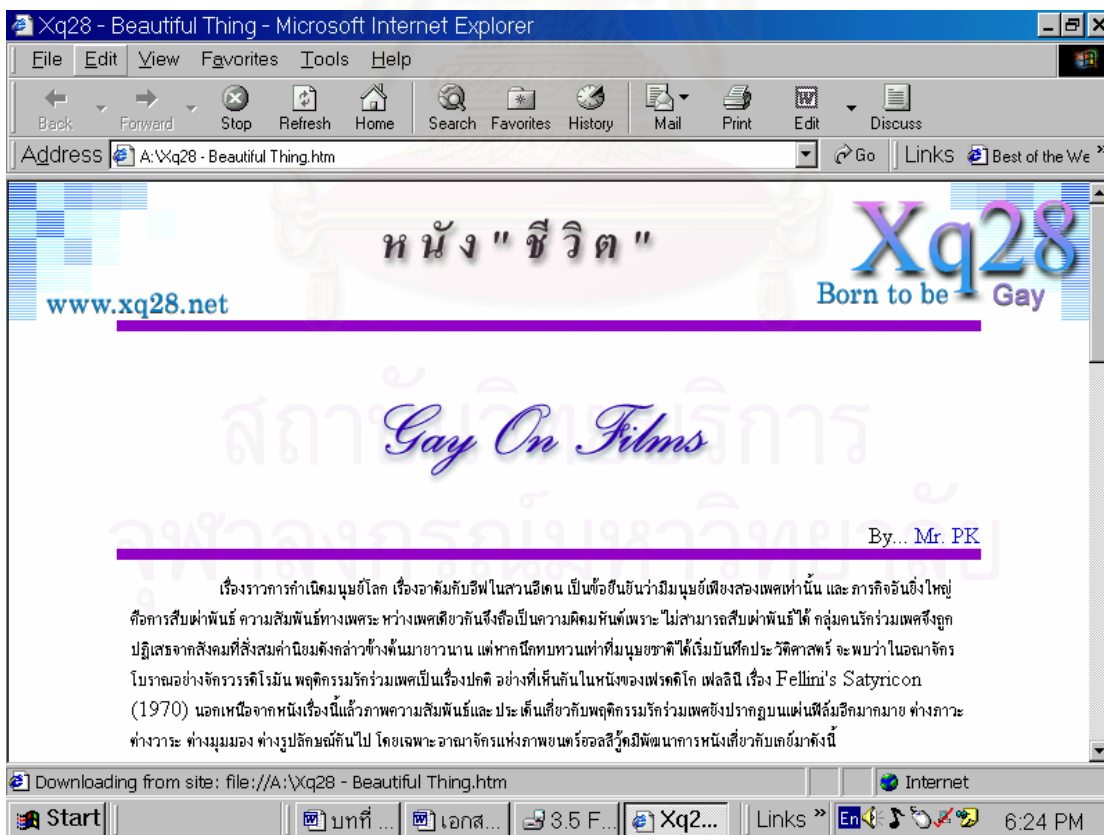 Xq28 - Beautiful Thing - Microsoft Internet Explorer
File Edit View Favorites Tools Help
Back Forward Stop Refresh Home Search Favorites History Mail Print Edit Discuss
Address A:\Xq28 - Beautiful Thing.htm Go Links Best of the We
หนัง"ชีวิต"
Xq28
Born to be Gay
www.xq28.net
สถาบันวิทยบริการ
Gay On Films
จุฬาลงกรณ์มหาวิทยาลัย
By... Mr. PK
เรื่องราวการกำเนิดมนุษย์โลก เรื่องอาดัมกับอีฟในสวนอีเดน เป็นข้อยืนยันว่ามีมนุษย์เพียงสองเพศเท่านั้น และ ภารกิจอันยิ่งใหญ่
คือการสืบเผ่าพันธุ์ ความสัมพันธ์ทางเพศระหว่างเพศเดียวกันจึงถือเป็นความผิดมหันต์เพราะไม่สามารถสืบเผ่าพันธุ์ได้ กลุ่มคนรักร่วมเพศจึงถูก
ปฏิเสธจากสังคมที่สั่งสมค่านิยมดังกล่าวข้างต้นมายาวนาน แต่หากนึกทบทวนเท่าที่มนุษยชาติได้เริ่มบันทึกประวัติศาสตร์ จะพบว่าในอณาจักร
โบราณอย่างจักรวรรดิโรมัน พฤติกรรมรักร่วมเพศเป็นเรื่องปกติ อย่างที่เห็นกันในหนังของเฟรดดิโก เฟลลินี เรื่อง Fellini's Satyricon
(1970) นอกเหนือจากหนังเรื่องนี้แล้วภาพความสัมพันธ์และประเด็นเกี่ยวกับพฤติกรรมรักร่วมเพศยังปรากฏบนแผ่นฟิล์มอีกมากมาย ต่างภาวะ
ต่างวาระ ต่างมุมมอง ต่างรูปลักษณ์กันไป โดยเฉพาะอาณาจักรแห่งภาพยนตร์ฮอลลีวู้ดมีพัฒนาการหนังเกี่ยวกับเกย์มาดังนี้
Downloading from site: file://A:\Xq28 - Beautiful Thing.htm Internet
Start บทที่ ... เอกส... 3.5 F... Xq2... Links En 6:24 PM